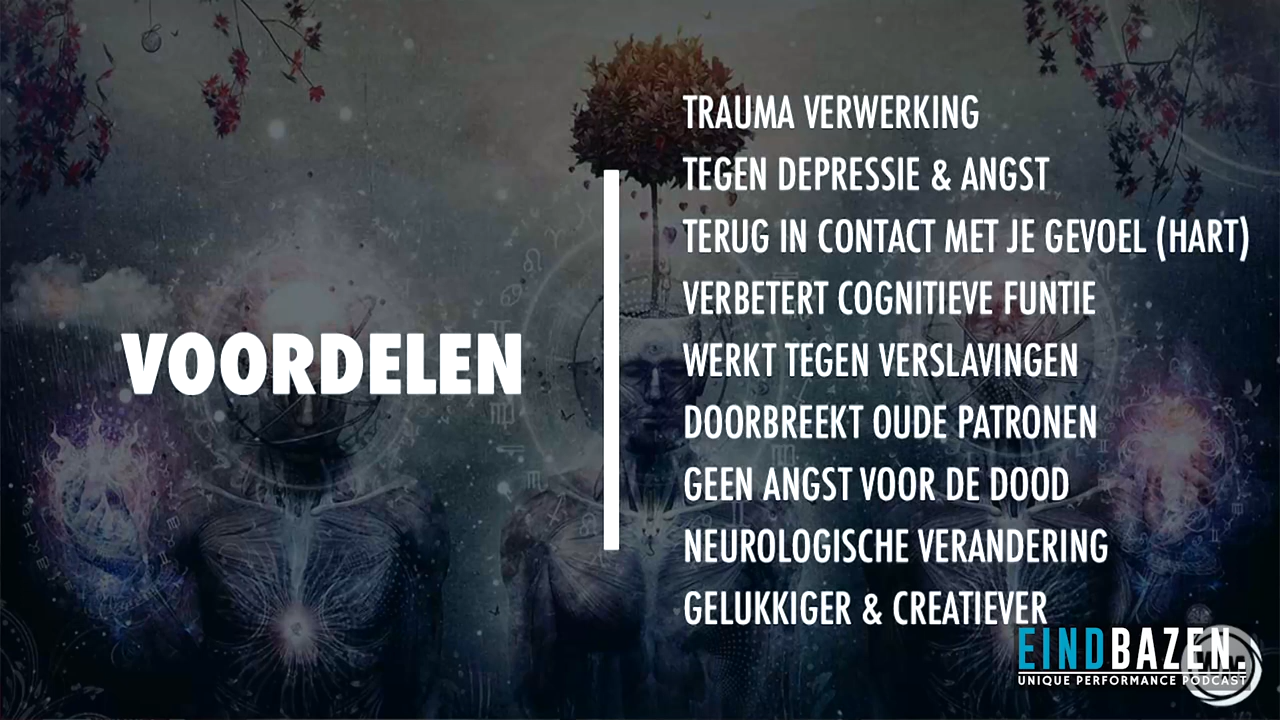 VOORDELEN
TRAUMA VERWERKING
TEGEN DEPRESSIE & ANGST
TERUG IN CONTACT MET JE GEVOEL (HART)
VERBETERT COGNITIEVE FUNTIE
WERKT TEGEN VERSLAVINGEN
DOORBREEKT OUDE PATRONEN
GEEN ANGST VOOR DE DOOD
NEUROLOGISCHE VERANDERING
GELUKKIGER & CREATIEVER
EINDBAZEN.
UNIQUE PERFORMANCE PODCAST